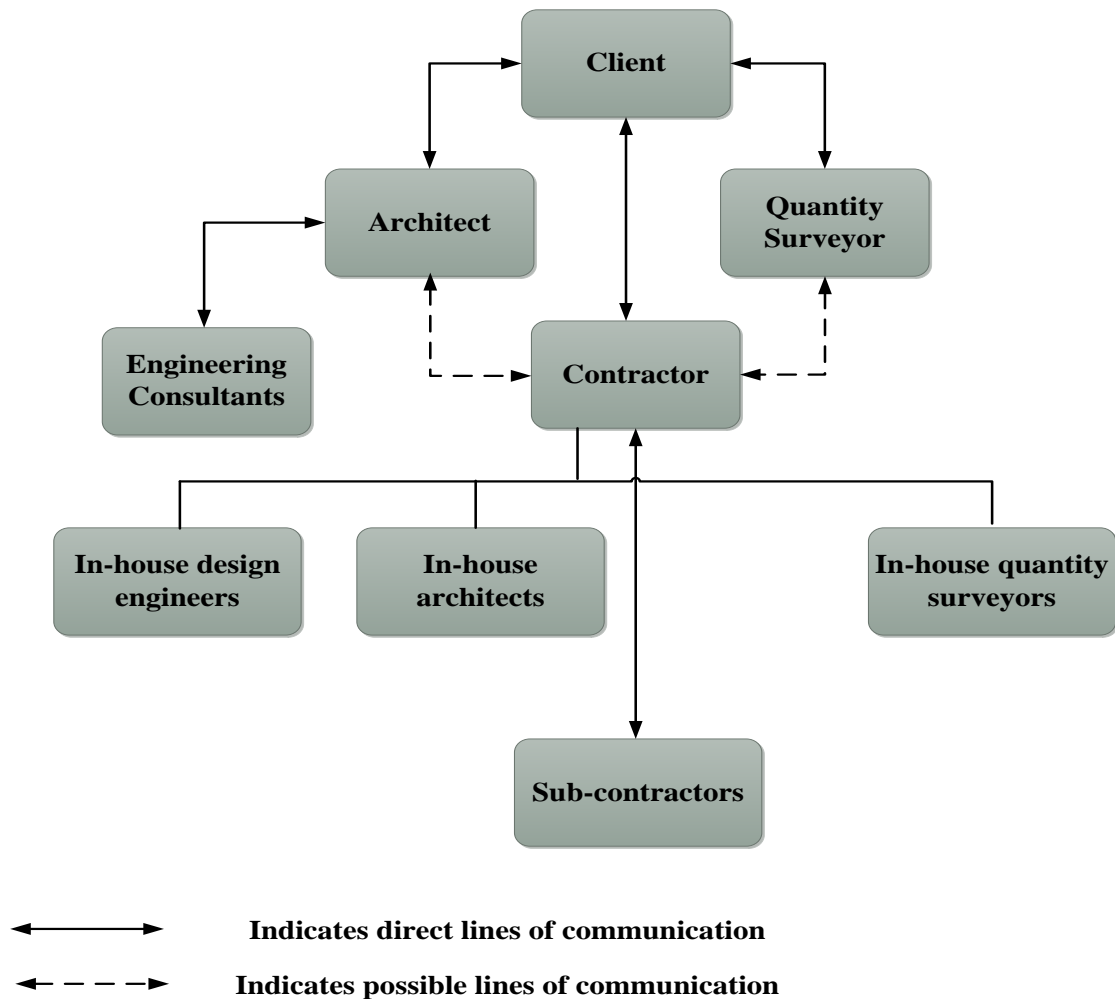 Client
Architect
Quantity
Surveyor
Engineering
Consultants
Contractor
In-house design
engineers
In-house
architects
In-house quantity
surveyors
Sub-contractors
Indicates direct lines of communication
Indicates possible lines of communication